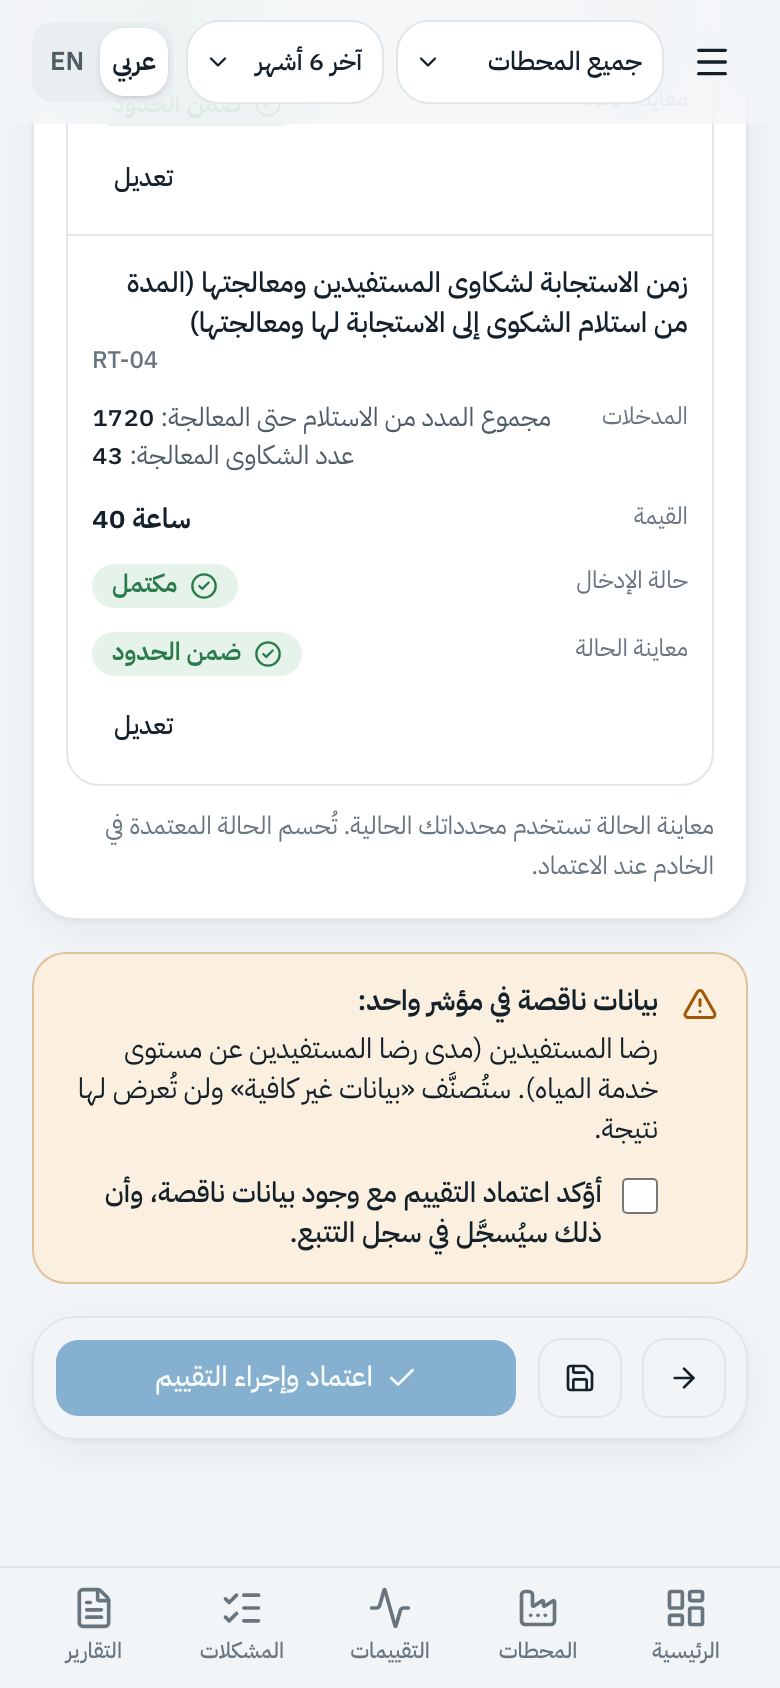 جميع المحطات
آخر 6 أشهر
عربي
EN
معاينة الحالة
ضمن الحدود
تعديل
زمن الاستجابة لشكاوى المستفيدين ومعالجتها (المدة
من استلام الشكوى إلى الاستجابة لها ومعالجتها)
RT-04
المدخلات
مجموع المدد من الاستلام حتى المعالجة: 1720
عدد الشكاوى المعالجة: 43
القيمة
40 ساعة
حالة الإدخال
مكتمل
معاينة الحالة
ضمن الحدود
تعديل
معاينة الحالة تستخدم محدداتك الحالية. تُحسم الحالة المعتمدة في
الخادم عند الاعتماد.
بيانات ناقصة في مؤشر واحد:
رضا المستفيدين (مدى رضا المستفيدين عن مستوى
خدمة المياه). ستُصنَّف «بيانات غير كافية» ولن تُعرض لها
نتيجة.
أؤكد اعتماد التقييم مع وجود بيانات ناقصة، وأن
ذلك سيُسجَّل في سجل التتبع.
اعتماد وإجراء التقييم
الرئيسية
المحطات
التقييمات
المشكلات
التقارير